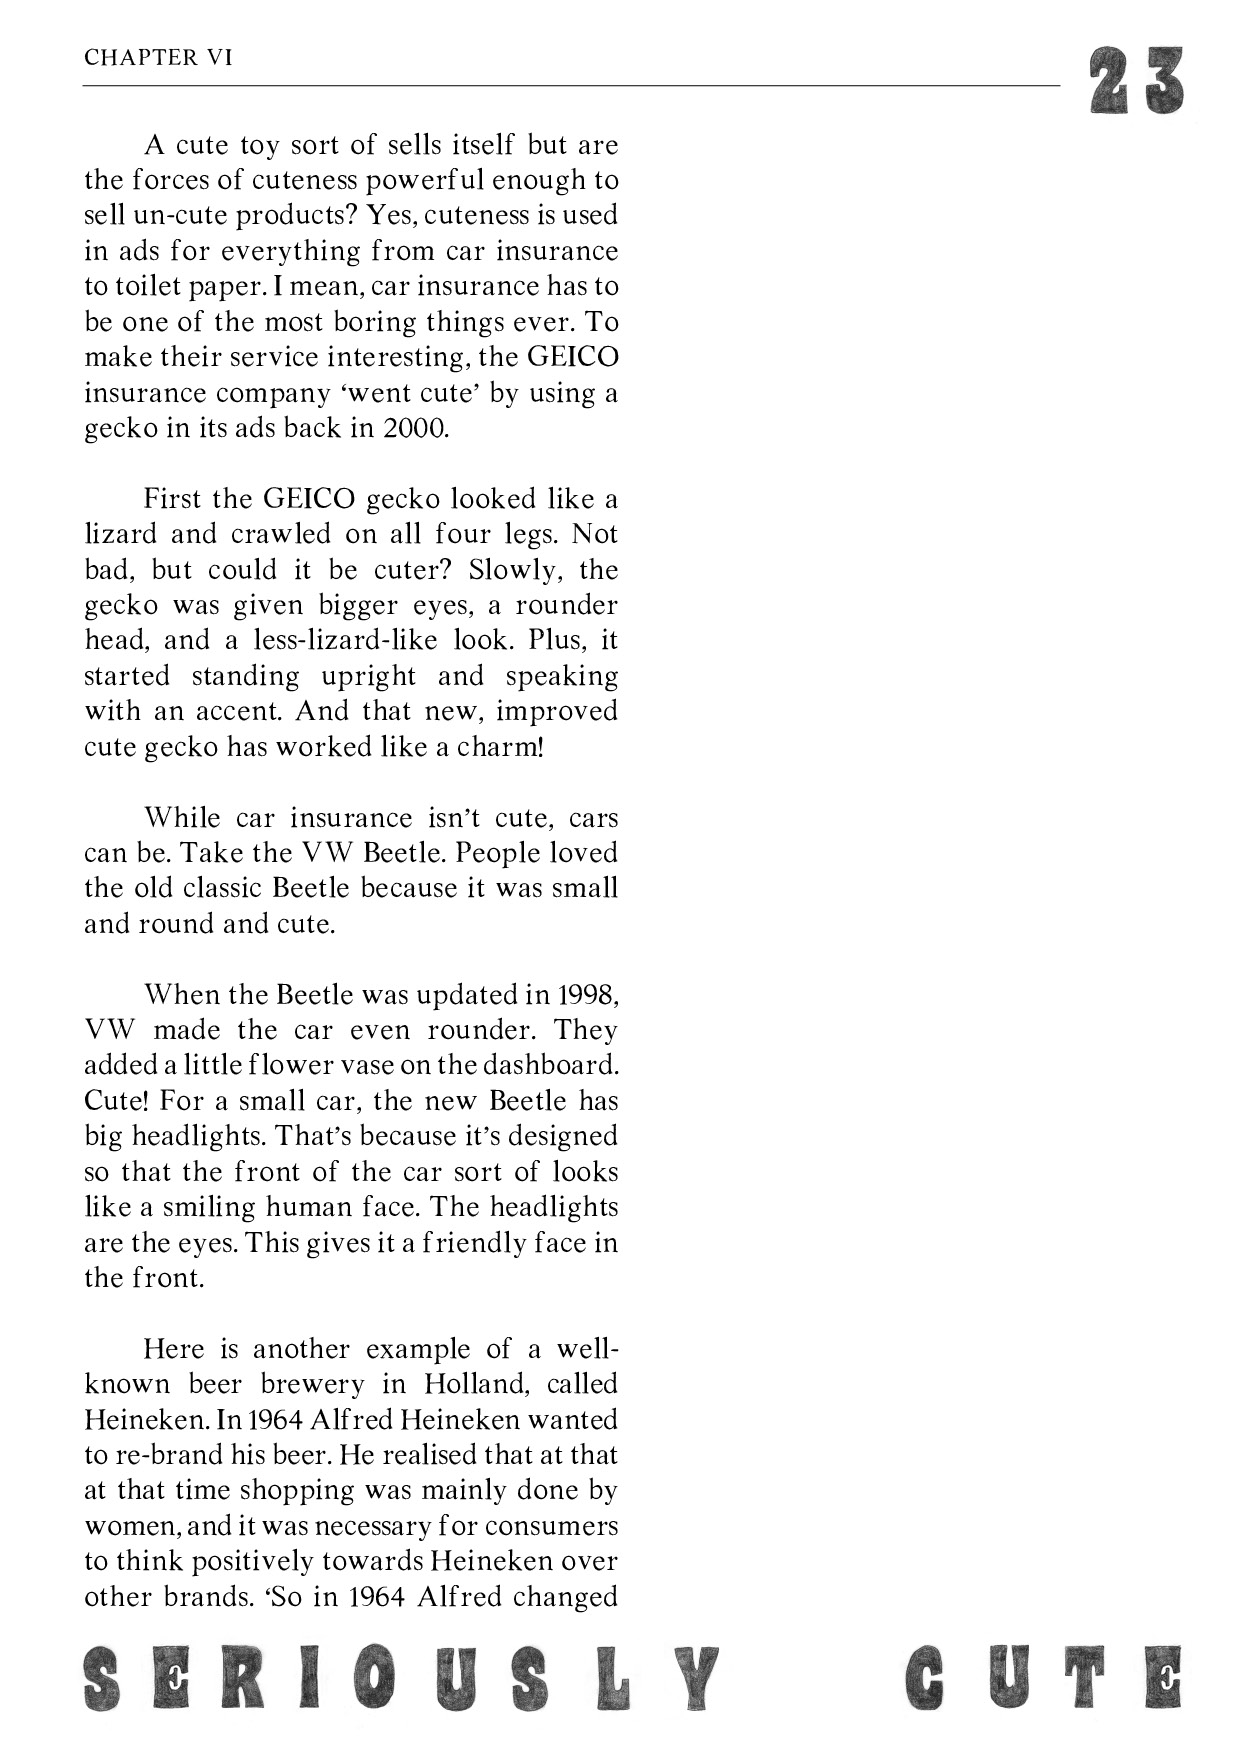 CHAPTER VI
23
A cute toy sort of sells itself but are
the forces of cuteness powerful enough to
sell un-cute products? Yes, cuteness is used
in ads for everything from car insurance
to toilet paper. I mean, car insurance has to
be one of the most boring things ever. To
make their service interesting, the GEICO
insurance company ‘went cute’ by using a
gecko in its ads back in 2000.
First the GEICO gecko looked like a
lizard and crawled on all four legs. Not
bad, but could it be cuter? Slowly, the
gecko was given bigger eyes, a rounder
head, and a less-lizard-like look. Plus, it
started standing upright and speaking
with an accent. And that new, improved
cute gecko has worked like a charm!
While car insurance isn’t cute, cars
can be. Take the VW Beetle. People loved
the old classic Beetle because it was small
and round and cute.
When the Beetle was updated in 1998,
VW made the car even rounder. They
added a little flower vase on the dashboard.
Cute! For a small car, the new Beetle has
big headlights. That’s because it’s designed
so that the front of the car sort of looks
like a smiling human face. The headlights
are the eyes. This gives it a friendly face in
the front.
Here is another example of a well-
known beer brewery in Holland, called
Heineken. In 1964 Alfred Heineken wanted
to re-brand his beer. He realised that at that
at that time shopping was mainly done by
women, and it was necessary for consumers
to think positively towards Heineken over
other brands. ‘So in 1964 Alfred changed
SERIOUSLY CUTE